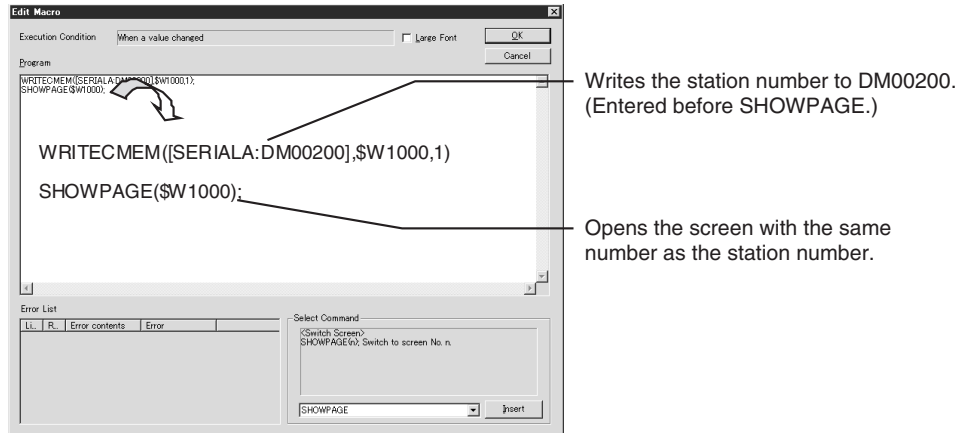 Edit Macro
Execution Condition When a value changed Large Font OK
Cancel
Program
WRITECMEM([SERIALA:DM00200],$W1000,1);
SHOWPAGE($W1000);
Writes the station number to DM00200.
(Entered before SHOWPAGE.)
WRITECMEM([SERIALA:DM00200],$W1000,1)
SHOWPAGE($W1000);
Opens the screen with the same
number as the station number.
Error List
Li.. R.. Error contents Error
Select Command
<Switch Screen>
SHOWPAGE(n); Switch to screen No. n.
SHOWPAGE Insert